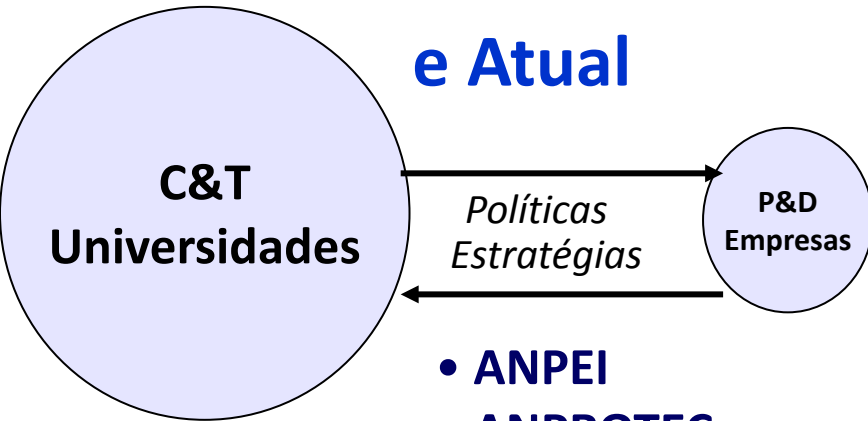 e Atual
C&T
Universidades
Políticas
Estratégias
P&D
Empresas
• ANPEI